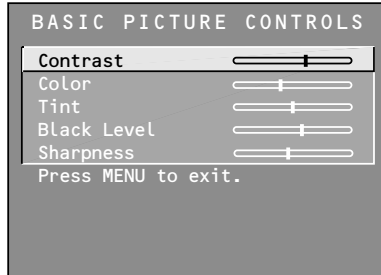 BASIC PICTURE CONTROLS
Contrast
Color
Tint
Black Level
Sharpness
Press MENU to exit.